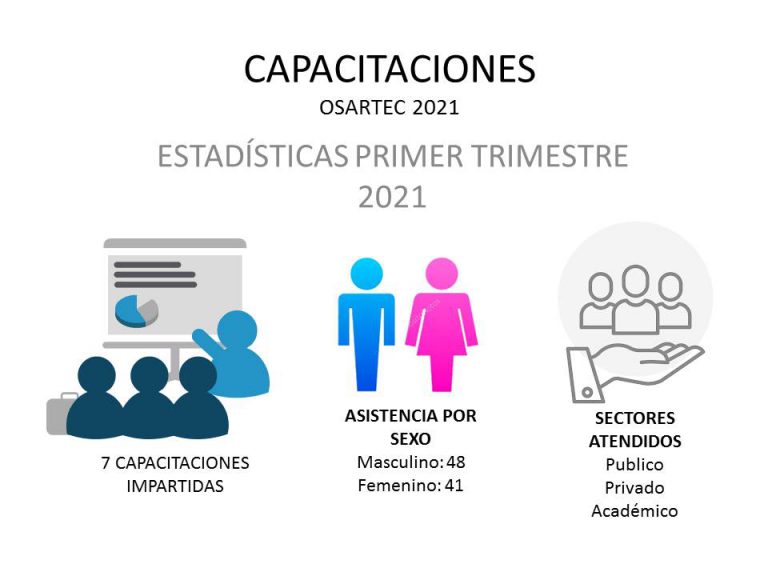 CAPACITACIONES
OSARTEC 2021
ESTADÍSTICAS PRIMER TRIMESTRE
2021
7 CAPACITACIONES
IMPARTIDAS
ASISTENCIA POR
SEXO
Masculino: 48
Femenino: 41
SECTORES
ATENDIDOS
Publico
Privado
Académico